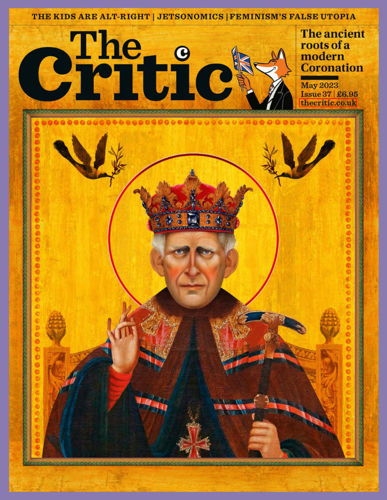 THE KIDS ARE ALT-RIGHT | JETSONOMICS | FEMINISM'S FALSE UTOPIA
The
Critic
The ancient
roots of a
modern
Coronation
May 2023
Issue 37 | £6.95
thecritic.co.uk